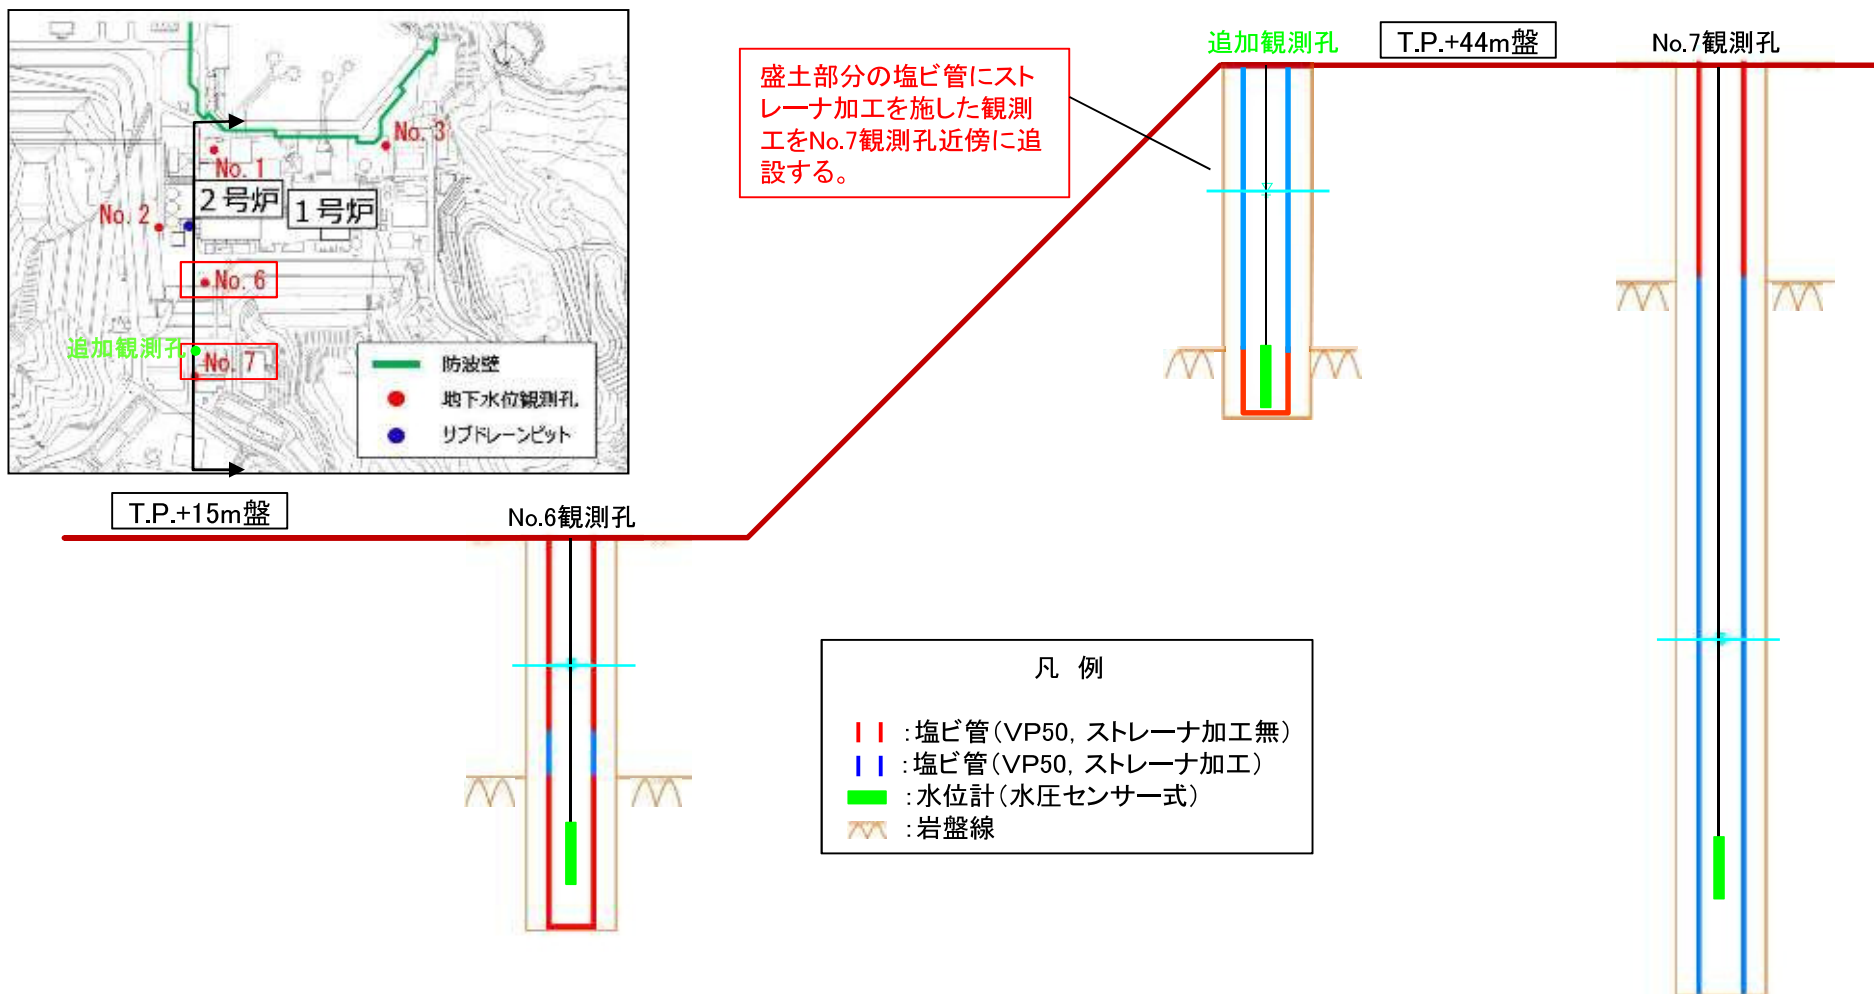 No. 3
No. 1
2号炉
1号炉
No. 2
No. 6
追加観測孔
No. 7
防波壁
地下水位観測孔
サブドレーンピット
盛土部分の塩ビ管にスト
レーナ加工を施した観測
工をNo.7観測孔近傍に追
設する。
追加観測孔
T.P.+44m盤
No.7観測孔
T.P.+15m盤
No.6観測孔
凡 例
:塩ビ管(VP50, ストレーナ加工無)
:塩ビ管(VP50, ストレーナ加工)
:水位計(水圧センサー式)
:岩盤線